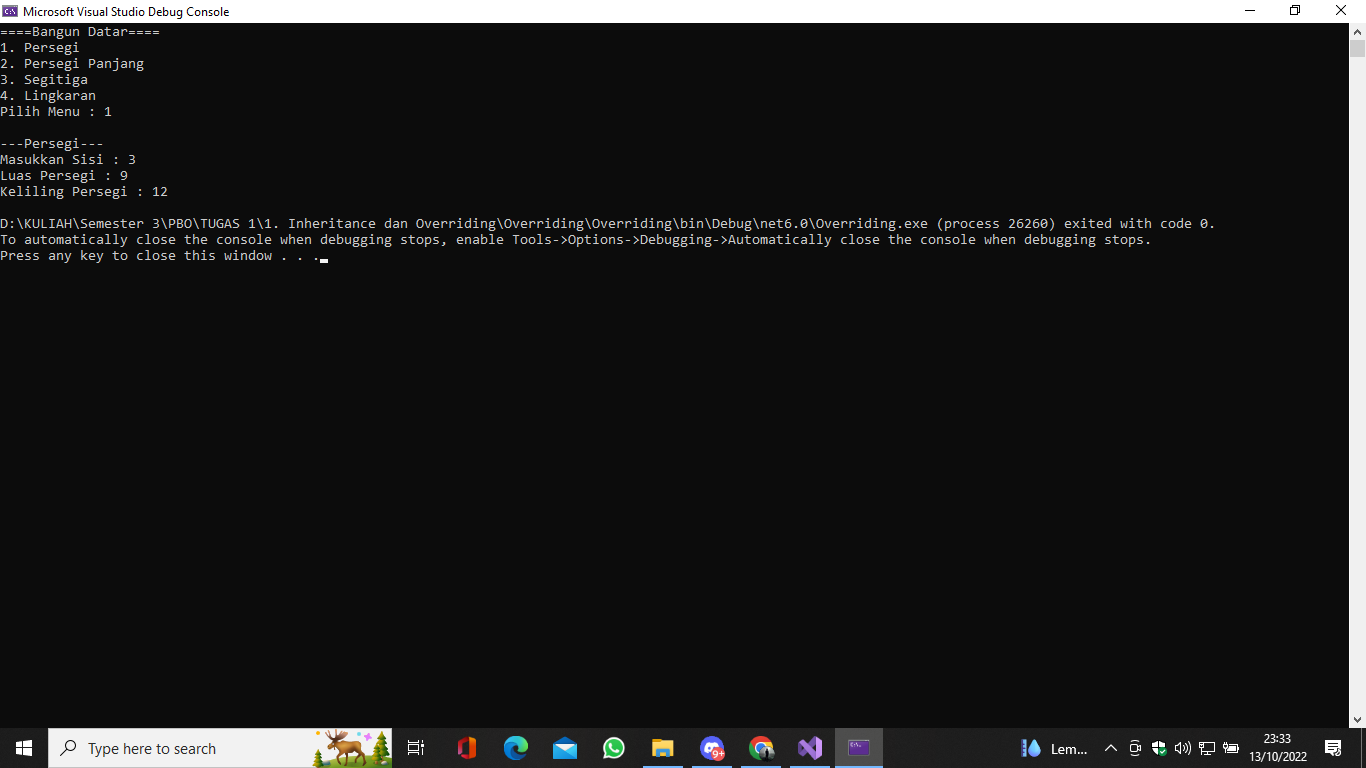 Microsoft Visual Studio Debug Console
====Bangun Datar====
1. Persegi
2. Persegi Panjang
3. Segitiga
4. Lingkaran
Pilih Menu : 1
---Persegi---
Masukkan Sisi : 3
Luas Persegi : 9
Keliling Persegi : 12
D:\KULIAH\Semester 3\PBO\TUGAS 1\1. Inheritance dan Overriding\Overriding\Overriding\bin\Debug\net6.0\Overriding.exe (process 26260) exited with code 0.
To automatically close the console when debugging stops, enable Tools->Options->Debugging->Automatically close the console when debugging stops.
Press any key to close this window . . .
Type here to search
9+
Lem...
23:33
13/10/2022